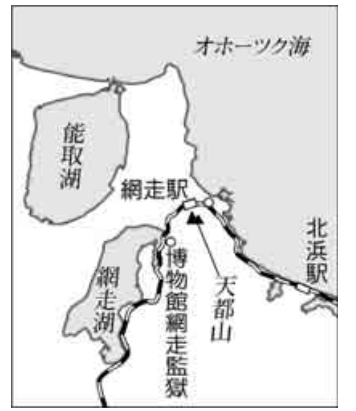 オホーツク海
能取湖
網走駅
北浜駅
網走湖
博物館網走監獄
天都山